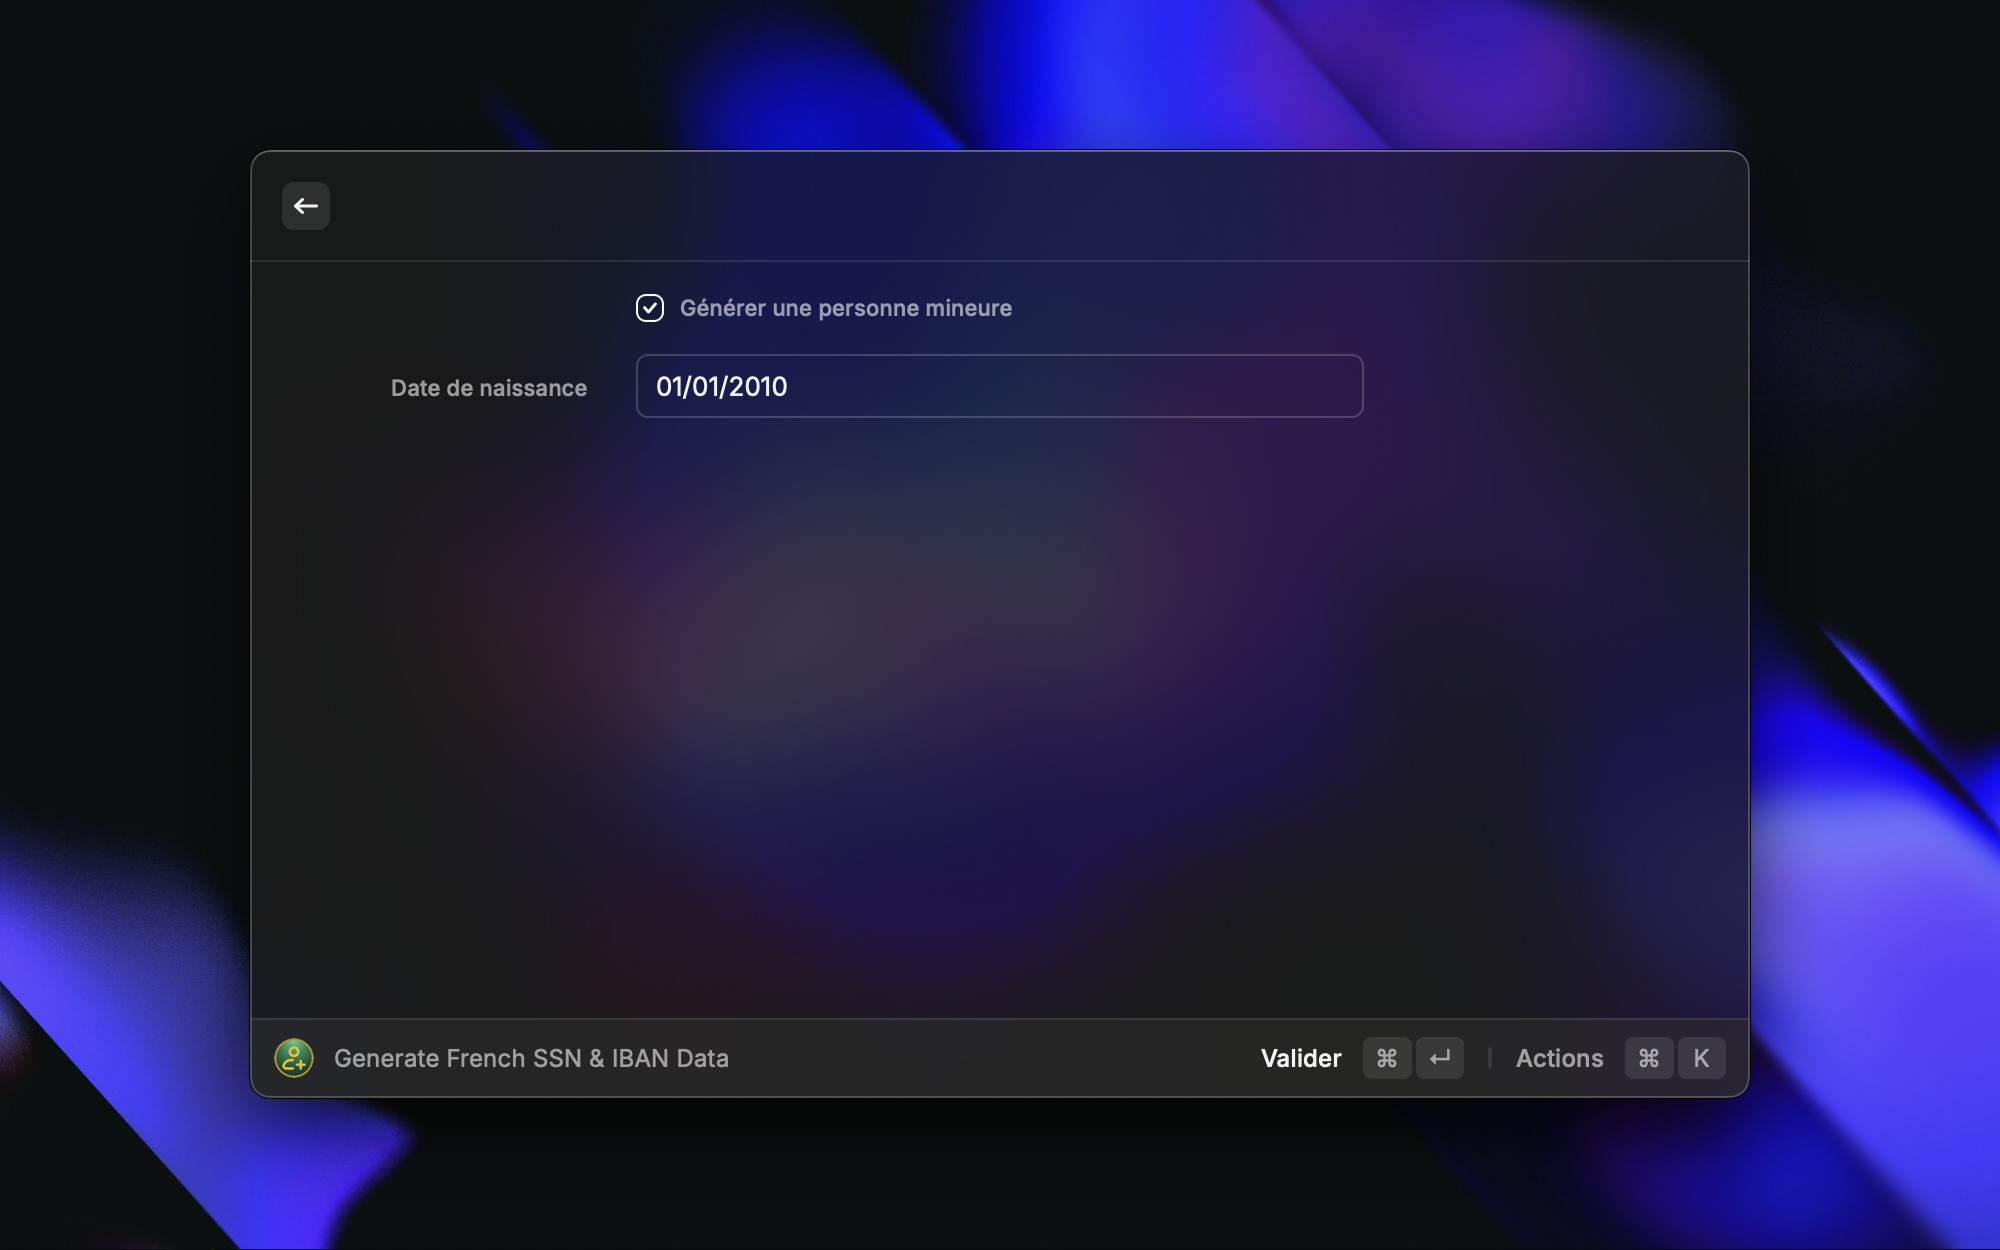 Générer une personne mineure
Date de naissance
01/01/2010
Generate French SSN & IBAN Data
Valider ⌘ ↵
Actions ⌘ K